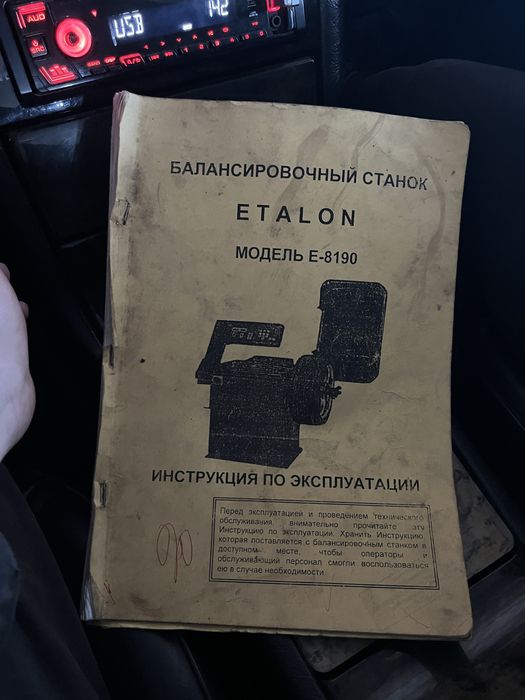 AUD
USB
142
БАЛАНСИРОВОЧНЫЙ СТАНОК
ETALON
МОДЕЛЬ Е-8190
ИНСТРУКЦИЯ ПО ЭКСПЛУАТАЦИИ
Перед эксплуатацией и проведением технического
обслуживания внимательно прочитайте эту
Инструкцию по эксплуатации. Хранить Инструкцию
которая поставляется с балансировочным станком в
доступном месте, чтобы операторы и
обслуживающий персонал смогли воспользоваться
ею в случае необходимости.